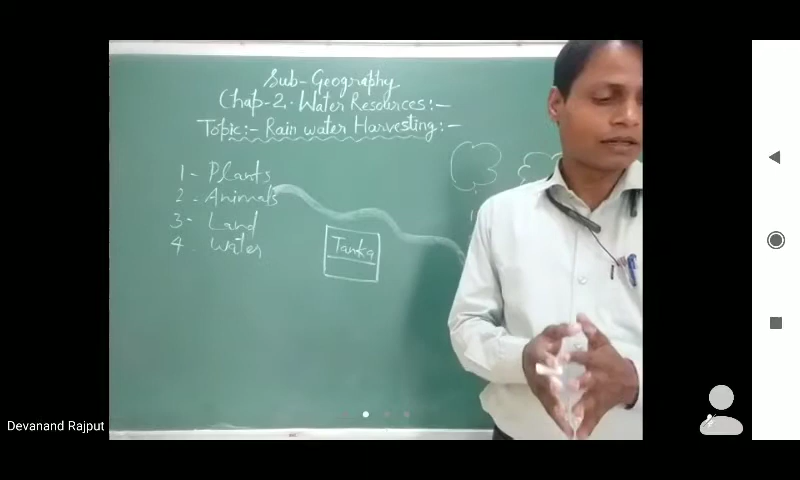 Sub- Geography
Chap-2. Water Resources:-
Topic:- Rain water Harvesting:-
1- Plants
2- Animals
3- Land
4- Water
Tanka
Devanand Rajput